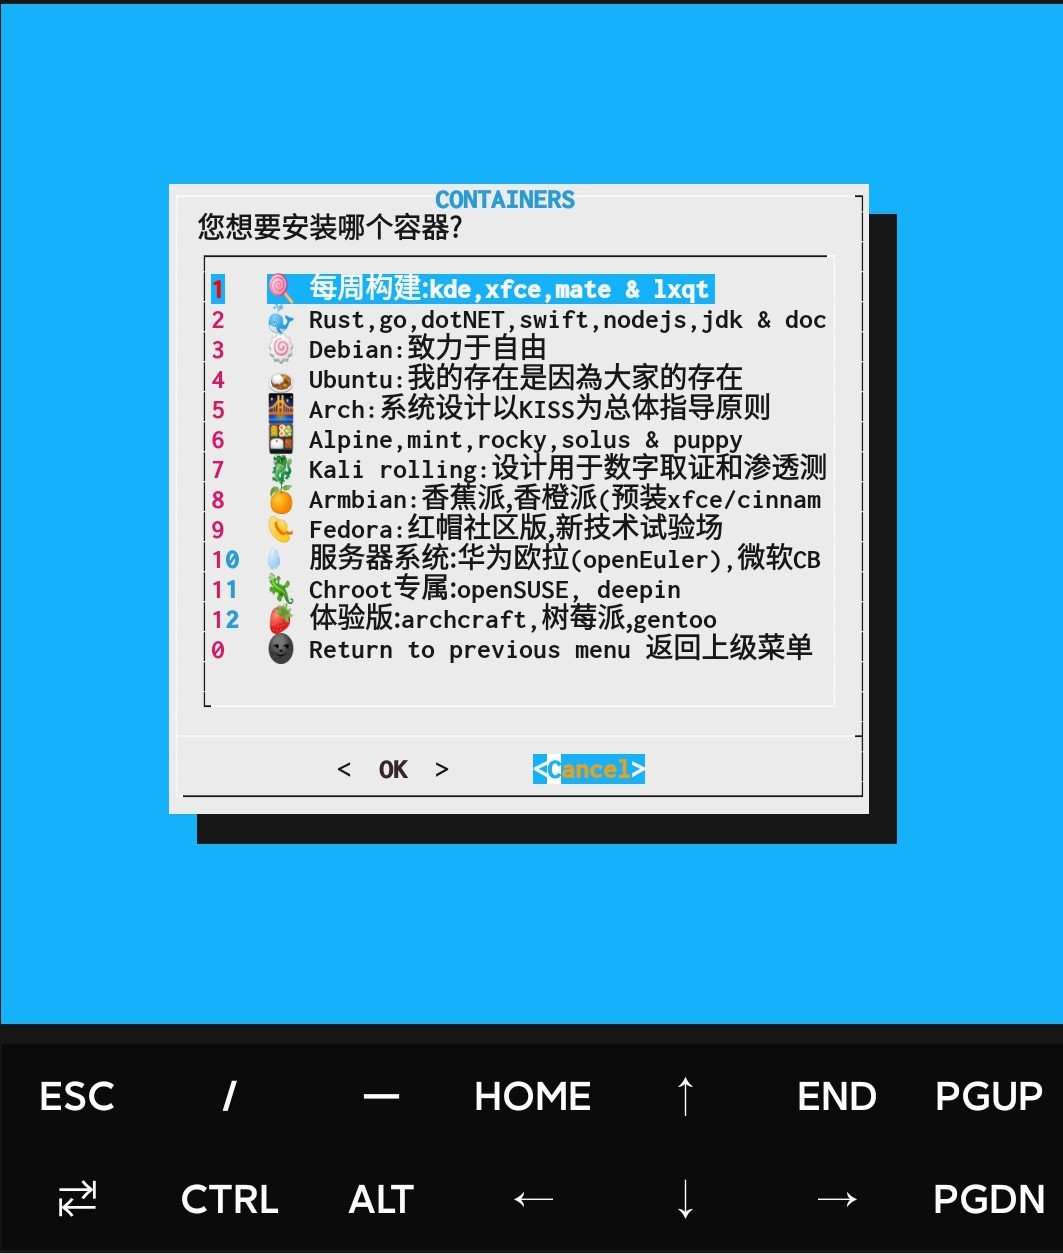 CONTAINERS
您想要安装哪个容器?
1 每周构建:kde,xfce,mate & lxqt
2 Rust,go,dotNET,swift,nodejs,jdk & doc
3 Debian:致力于自由
4 Ubuntu:我的存在是因為大家的存在
5 Arch:系统设计以KISS为总体指导原则
6 Alpine,mint,rocky,solus & puppy
7 Kali rolling:设计用于数字取证和渗透测
8 Armbian:香蕉派,香橙派(预装xfce/cinnam
9 Fedora:红帽社区版,新技术试验场
10 服务器系统:华为欧拉(openEuler),微软CB
11 Chroot专属:openSUSE, deepin
12 体验版:archcraft,树莓派,gentoo
0 Return to previous menu 返回上级菜单
< OK > <Cancel>
ESC / — HOME ↑ END PGUP
⇄ CTRL ALT ← ↓ → PGDN